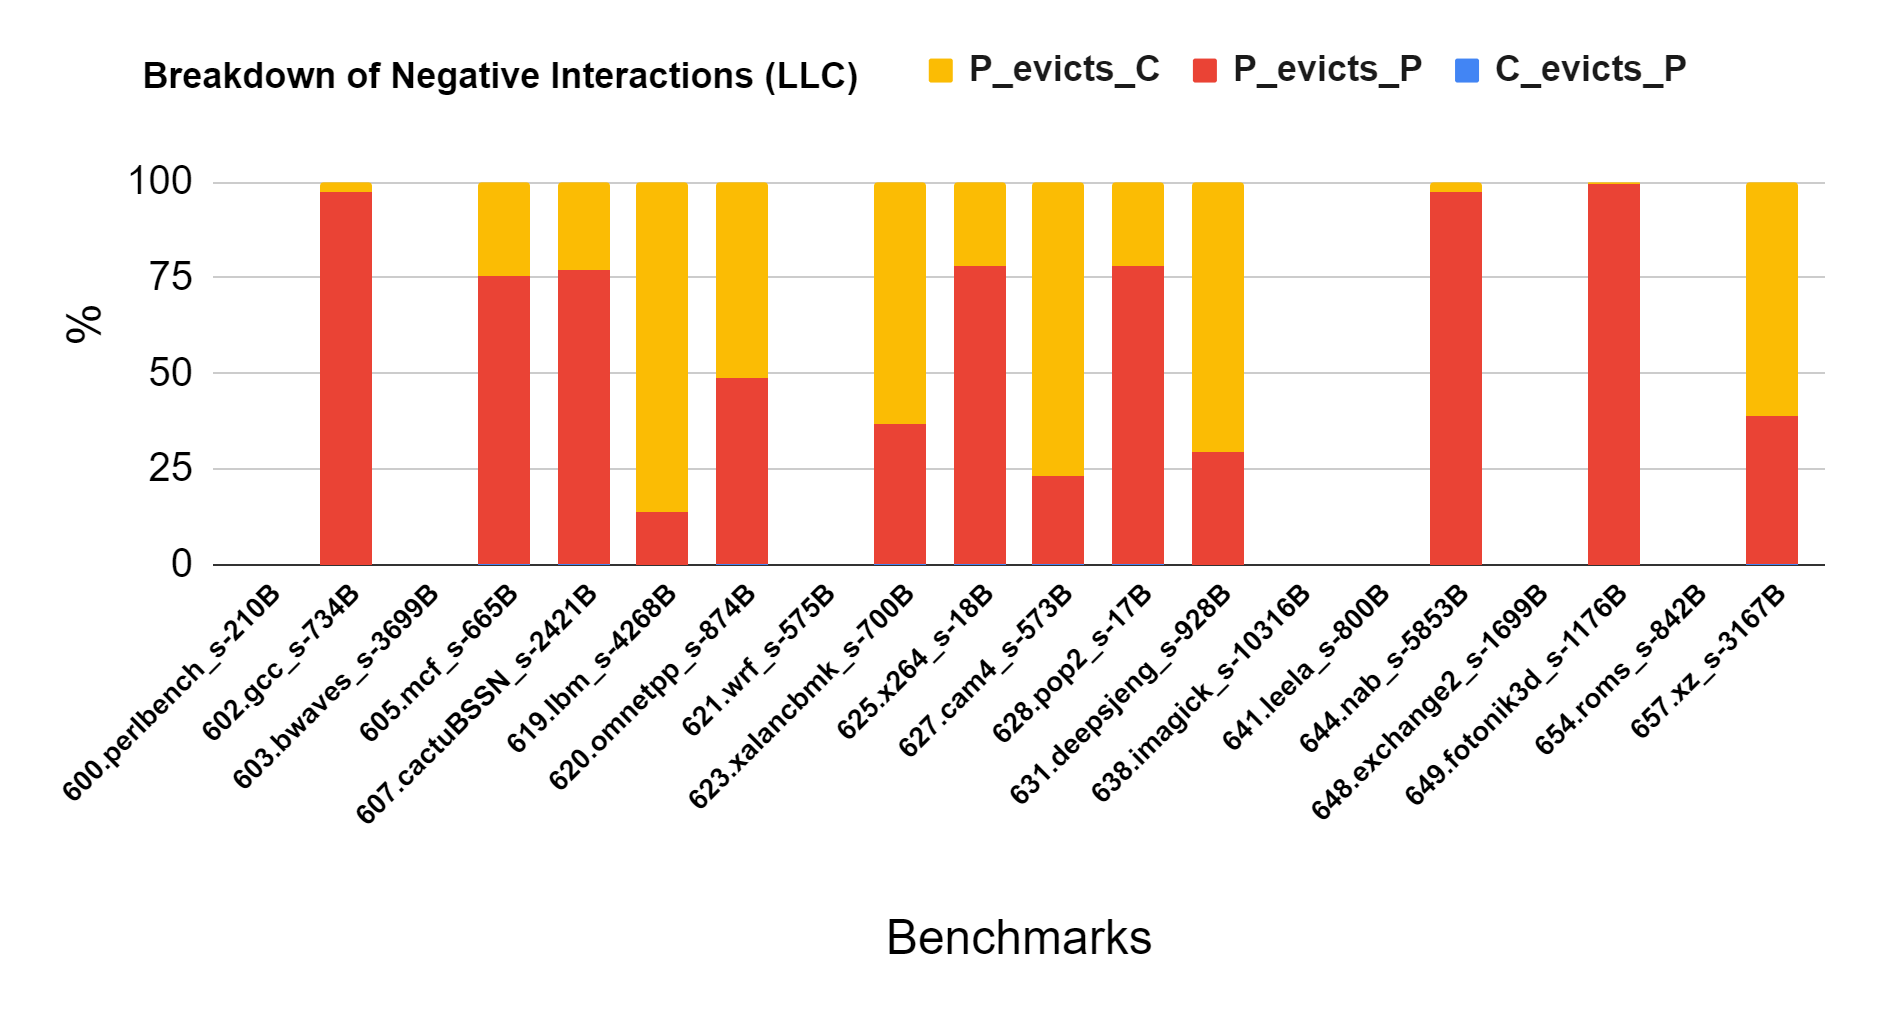 Breakdown of Negative Interactions (LLC)
P_evicts_C
P_evicts_P
C_evicts_P
100
75
50
25
0
%
600.perlbench_s-210B
602.gcc_s-734B
603.bwaves_s-3699B
605.mcf_s-665B
607.cactuBSSN_s-2421B
619.lbm_s-4268B
620.omnetpp_s-874B
621.wrf_s-575B
623.xalancbmk_s-700B
625.x264_s-18B
627.cam4_s-573B
628.pop2_s-17B
631.deepsjeng_s-928B
638.imagick_s-10316B
641.leela_s-800B
644.nab_s-5853B
648.exchange2_s-1699B
649.fotonik3d_s-1176B
654.roms_s-842B
657.xz_s-3167B
Benchmarks